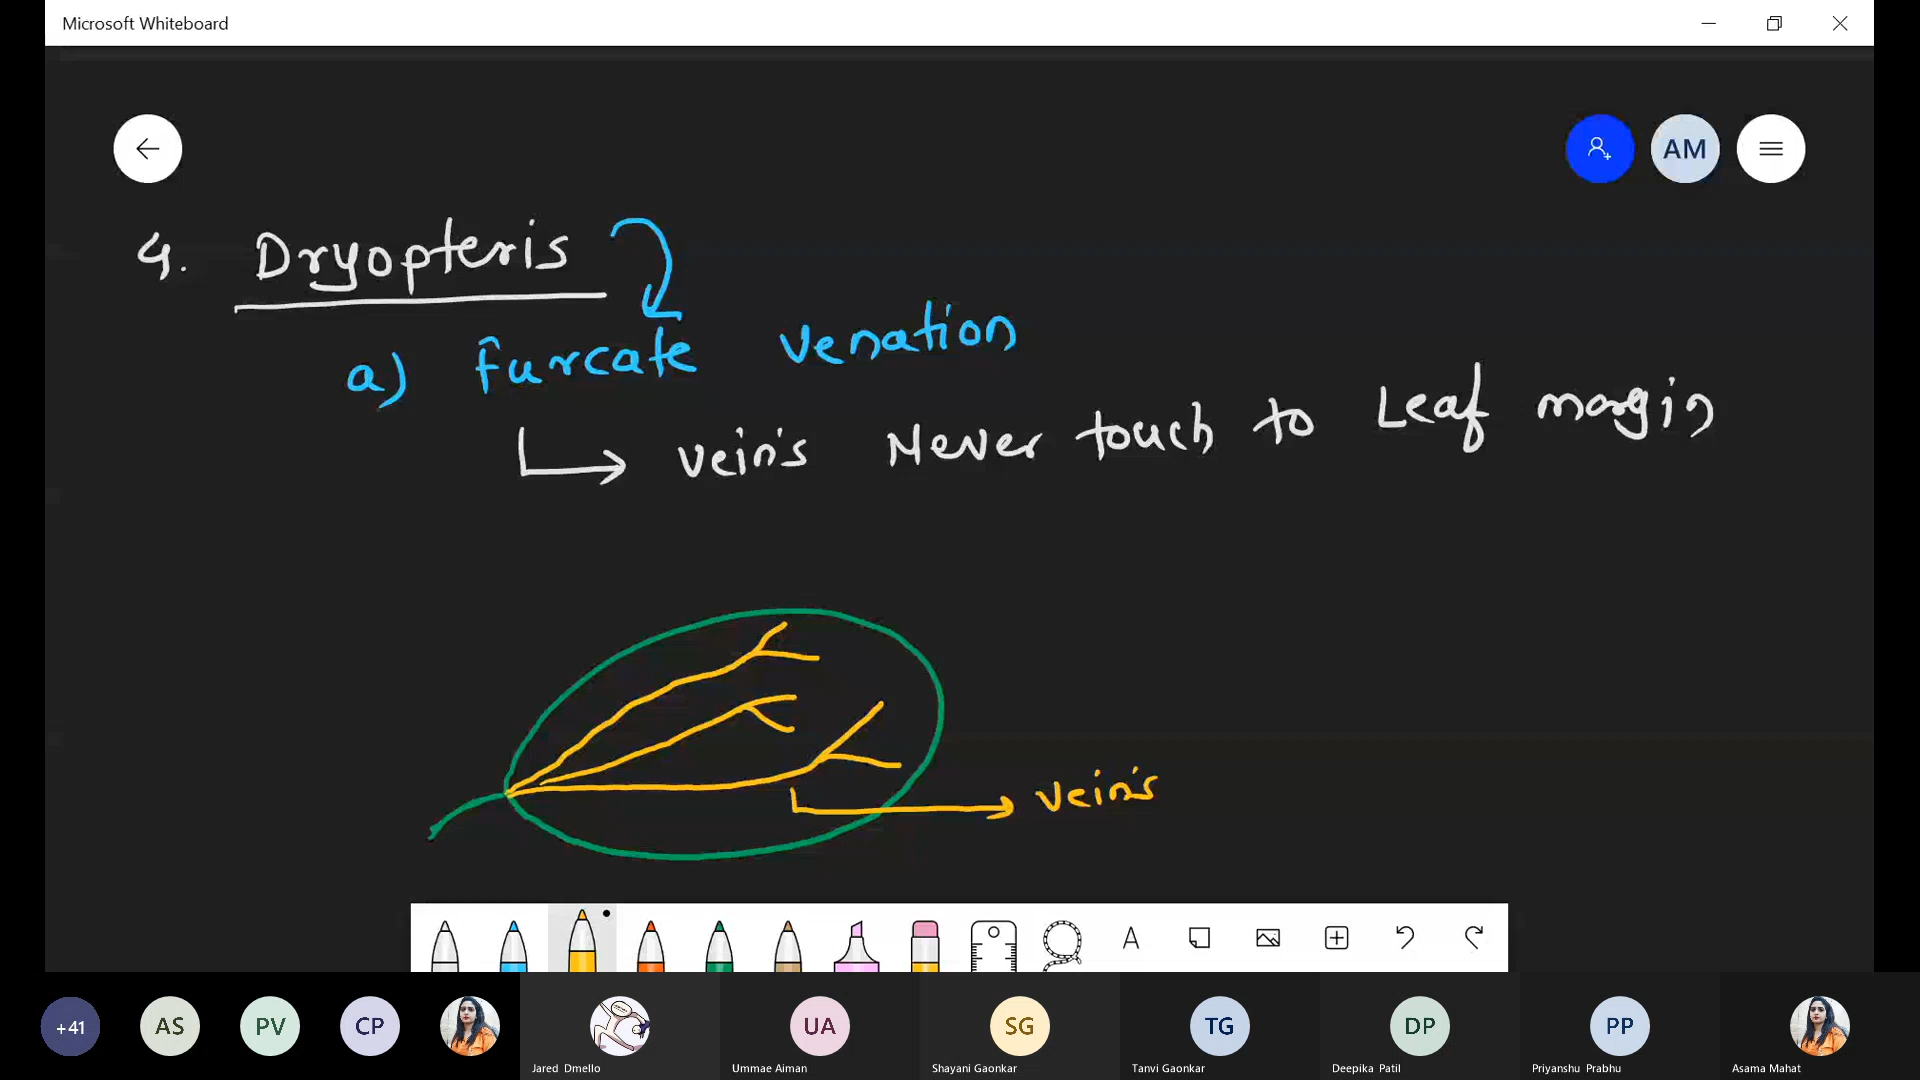 Microsoft Whiteboard
AM
4. Dryopteris
a) furcate venation
vein's Never touch to Leaf margin
vein's
A
+41
AS
PV
CP
UA
SG
TG
DP
PP
Jared Dmello
Ummae Aiman
Shayani Gaonkar
Tanvi Gaonkar
Deepika Patil
Priyanshu Prabhu
Asama Mahat